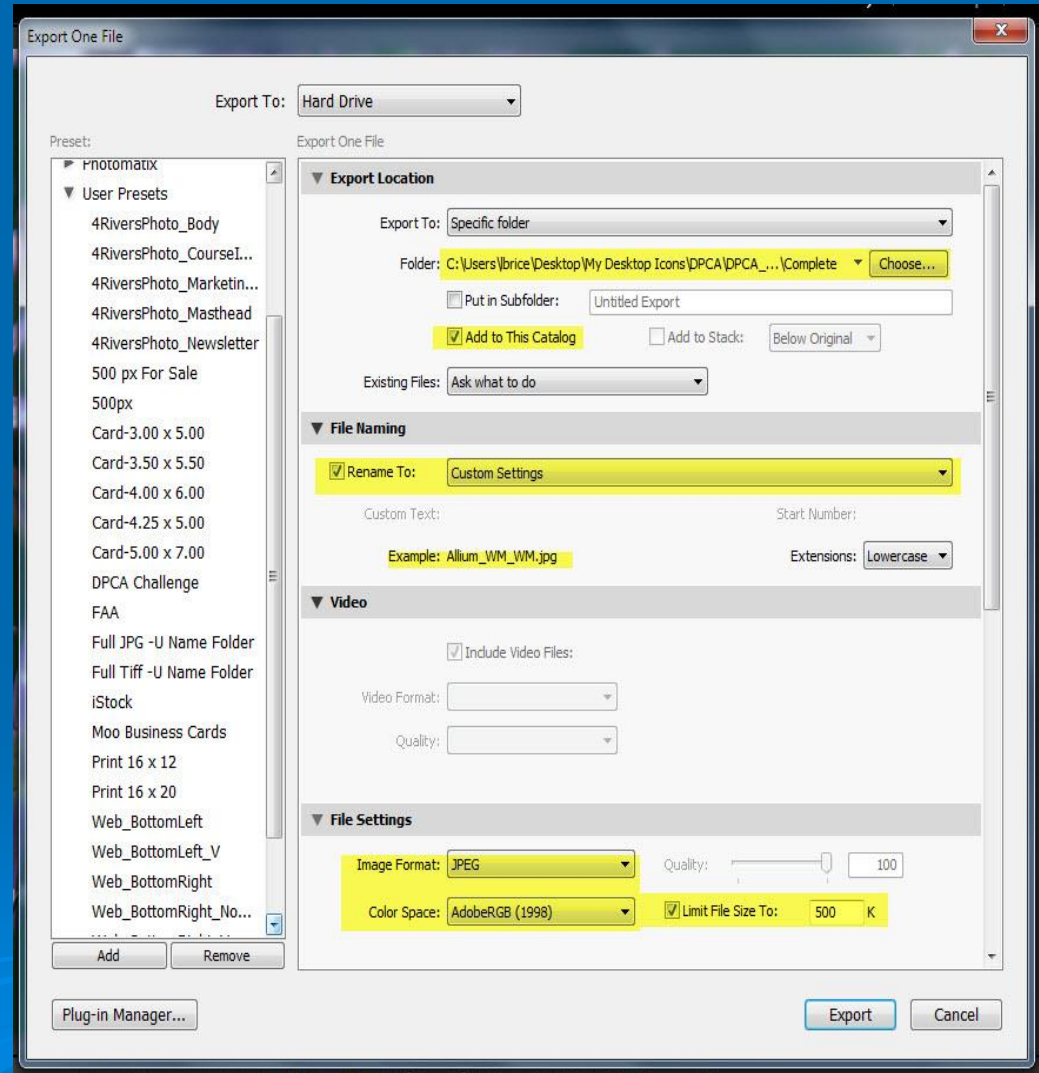 Export One File
Export To: Hard Drive
Preset:
Export One File
Photomatix
User Presets
4RiversPhoto_Body
4RiversPhoto_CourseI...
4RiversPhoto_Marketin...
4RiversPhoto_Masthead
4RiversPhoto_Newsletter
500 px For Sale
500px
Card-3.00 x 5.00
Card-3.50 x 5.50
Card-4.00 x 6.00
Card-4.25 x 5.00
Card-5.00 x 7.00
DPCA Challenge
FAA
Full JPG -U Name Folder
Full Tiff -U Name Folder
iStock
Moo Business Cards
Print 16 x 12
Print 16 x 20
Web_BottomLeft
Web_BottomLeft_V
Web_BottomRight
Web_BottomRight_No...
Add Remove
Export Location
Export To: Specific folder
Folder: C:\Users\lbrice\Desktop\My Desktop Icons\DPCA\DPCA_...\Complete Choose...
Put in Subfolder: Untitled Export
Add to This Catalog Add to Stack: Below Original
Existing Files: Ask what to do
File Naming
Rename To: Custom Settings
Custom Text: Start Number:
Example: Allium_WM_WM.jpg Extensions: Lowercase
Video
Include Video Files:
Video Format:
Quality:
File Settings
Image Format: JPEG Quality: 100
Color Space: AdobeRGB (1998) Limit File Size To: 500 K
Plug-in Manager... Export Cancel